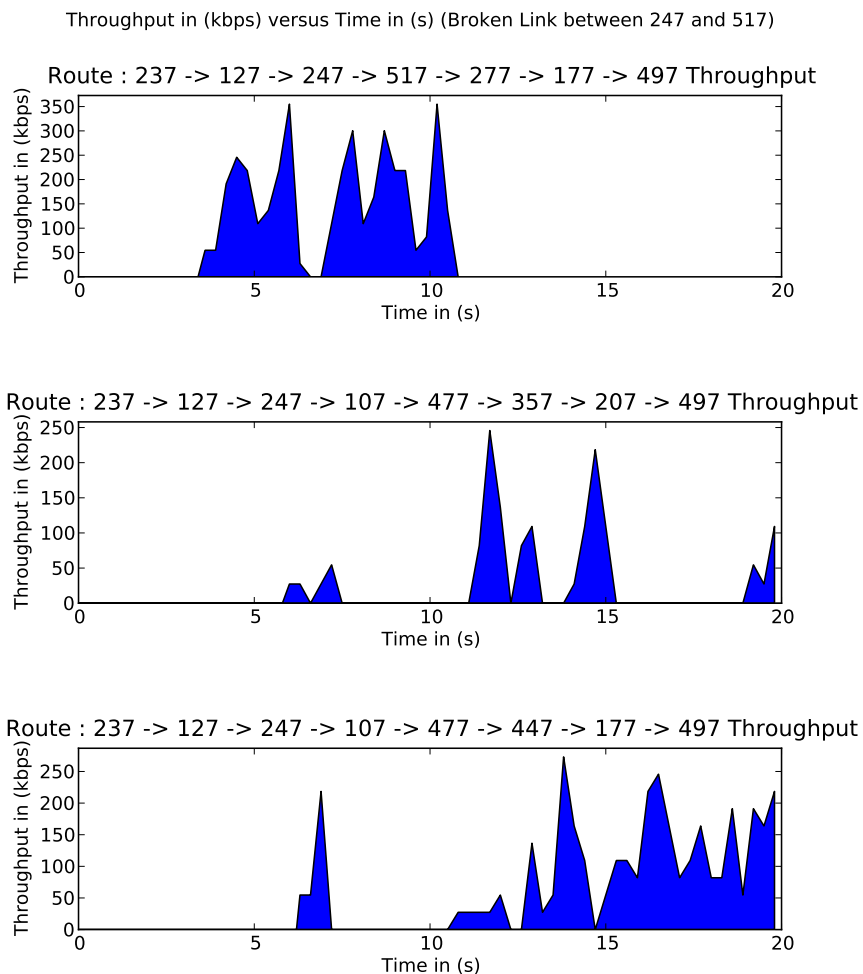 Throughput in (kbps) versus Time in (s) (Broken Link between 247 and 517)
Route : 237 -> 127 -> 247 -> 517 -> 277 -> 177 -> 497 Throughput
Throughput in (kbps)
350
300
250
200
150
100
50
0
0 5 10 15 20
Time in (s)
Route : 237 -> 127 -> 247 -> 107 -> 477 -> 357 -> 207 -> 497 Throughput
Throughput in (kbps)
250
200
150
100
50
0
0 5 10 15 20
Time in (s)
Route : 237 -> 127 -> 247 -> 107 -> 477 -> 447 -> 177 -> 497 Throughput
Throughput in (kbps)
250
200
150
100
50
0
0 5 10 15 20
Time in (s)